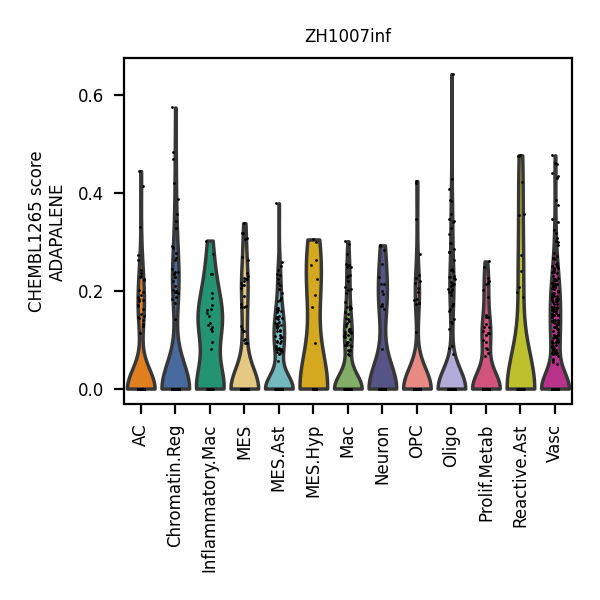 ZH1007inf
CHEMBL1265 score
ADAPALENE
0.6
0.4
0.2
0.0
AC
Chromatin.Reg
Inflammatory.Mac
MES
MES.Ast
MES.Hyp
Mac
Neuron
OPC
Oligo
Prolif.Metab
Reactive.Ast
Vasc